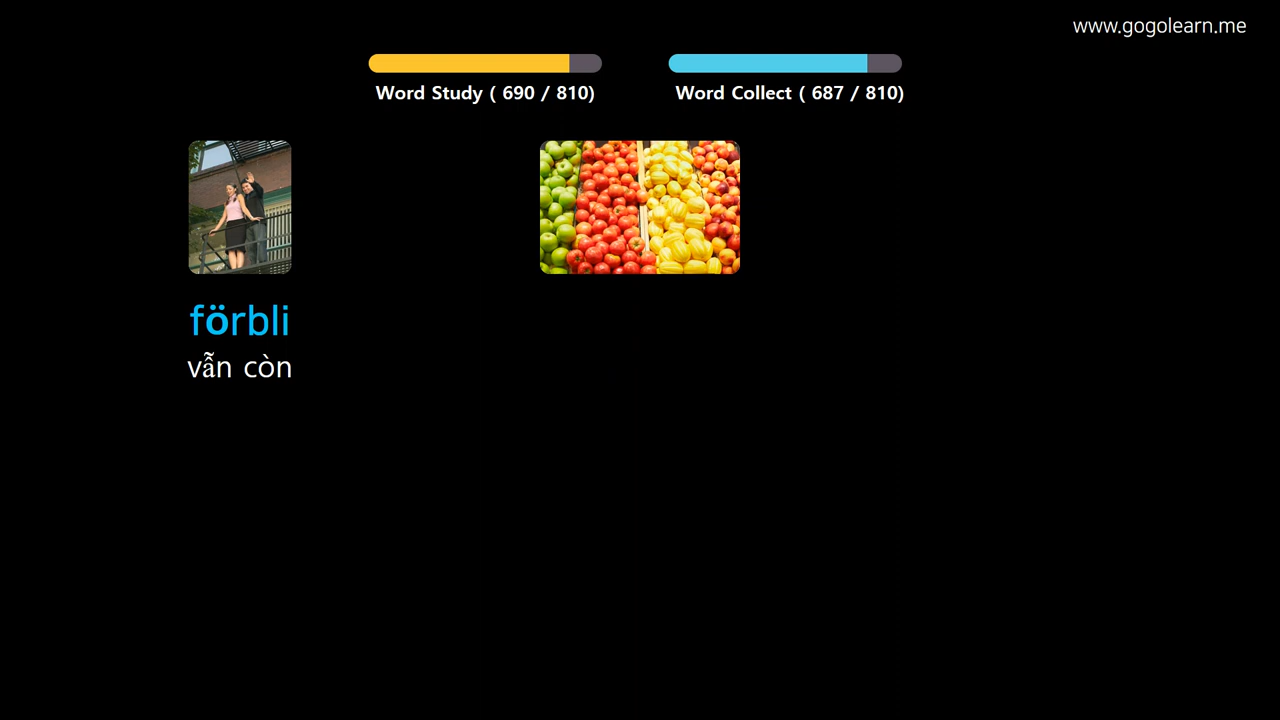 www.gogolearn.me
Word Study ( 690 / 810)
Word Collect ( 687 / 810)
förbli
vẫn còn